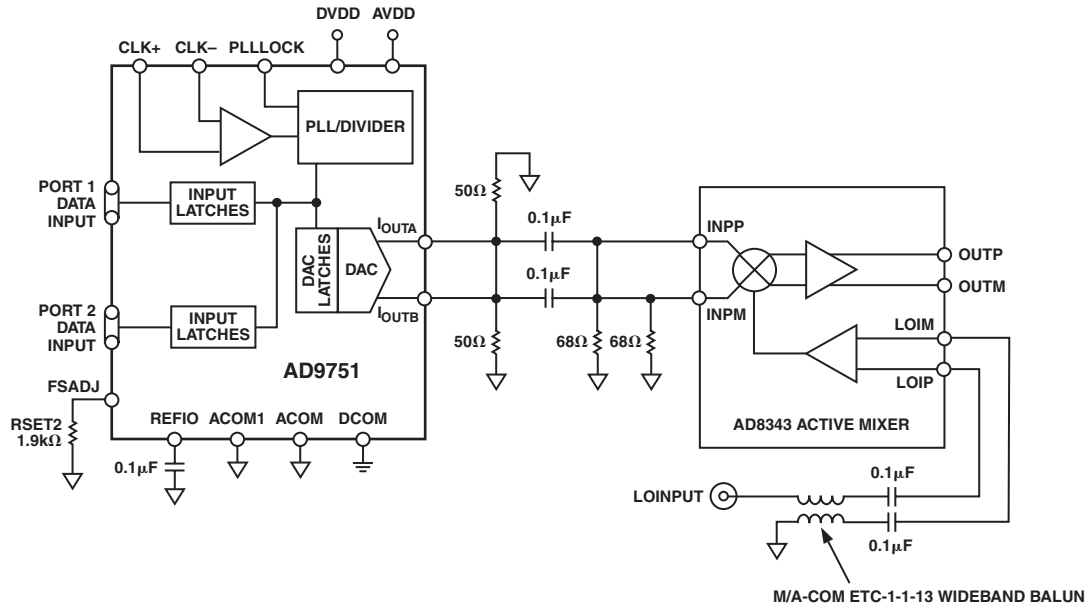 DVDD AVDD
CLK+ CLK– PLLLOCK
PLL/DIVIDER
PORT 1
DATA
INPUT
INPUT
LATCHES
50Ω
0.1µF
IOUTA
INPP
DAC
LATCHES
DAC
0.1µF
OUTP
OUTM
IOUTB
INPM
PORT 2
DATA
INPUT
INPUT
LATCHES
50Ω
68Ω
68Ω
LOIM
AD9751
LOIP
FSADJ
RSET2
1.9kΩ
REFIO ACOM1 ACOM DCOM
AD8343 ACTIVE MIXER
0.1µF
0.1µF
LOINPUT
0.1µF
M/A-COM ETC-1-1-13 WIDEBAND BALUN